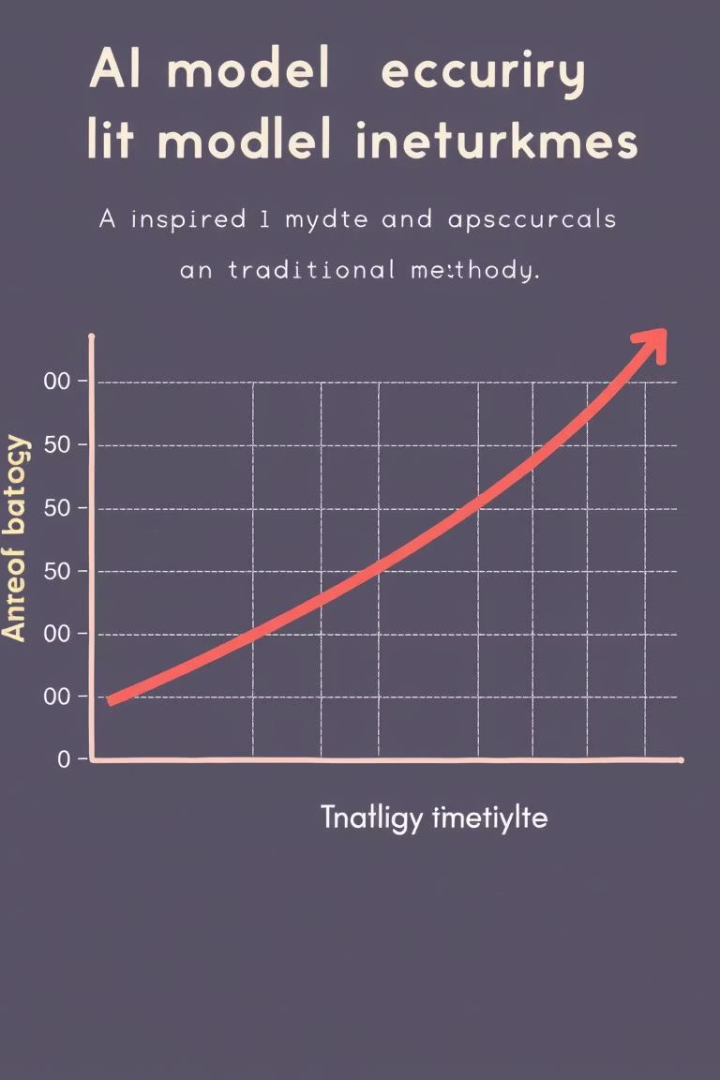 AI model eccuriry
lit modlel ineturkmes
A inspired 1 mydte and apsccurcals
an traditional me:thody.
00
50
50
50
00
00
0
Anteof batogy
Tnatligy timetiylte